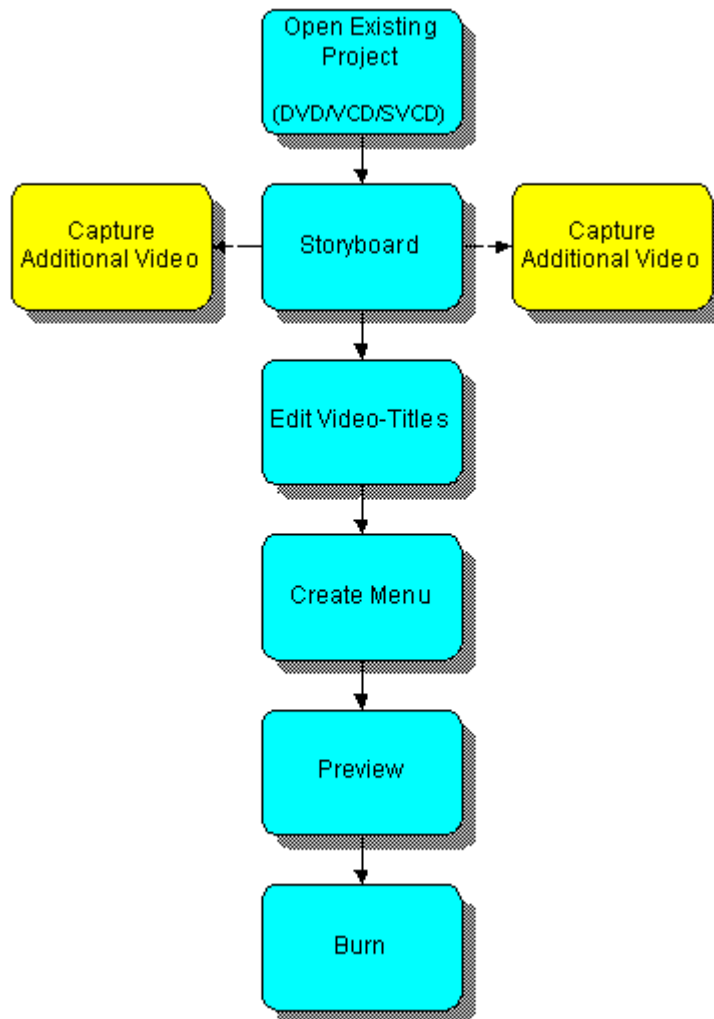 Open Existing
Project
(DVD/VCD/SVCD)
Capture
Additional Video
Storyboard
Capture
Additional Video
Edit Video-Titles
Create Menu
Preview
Burn